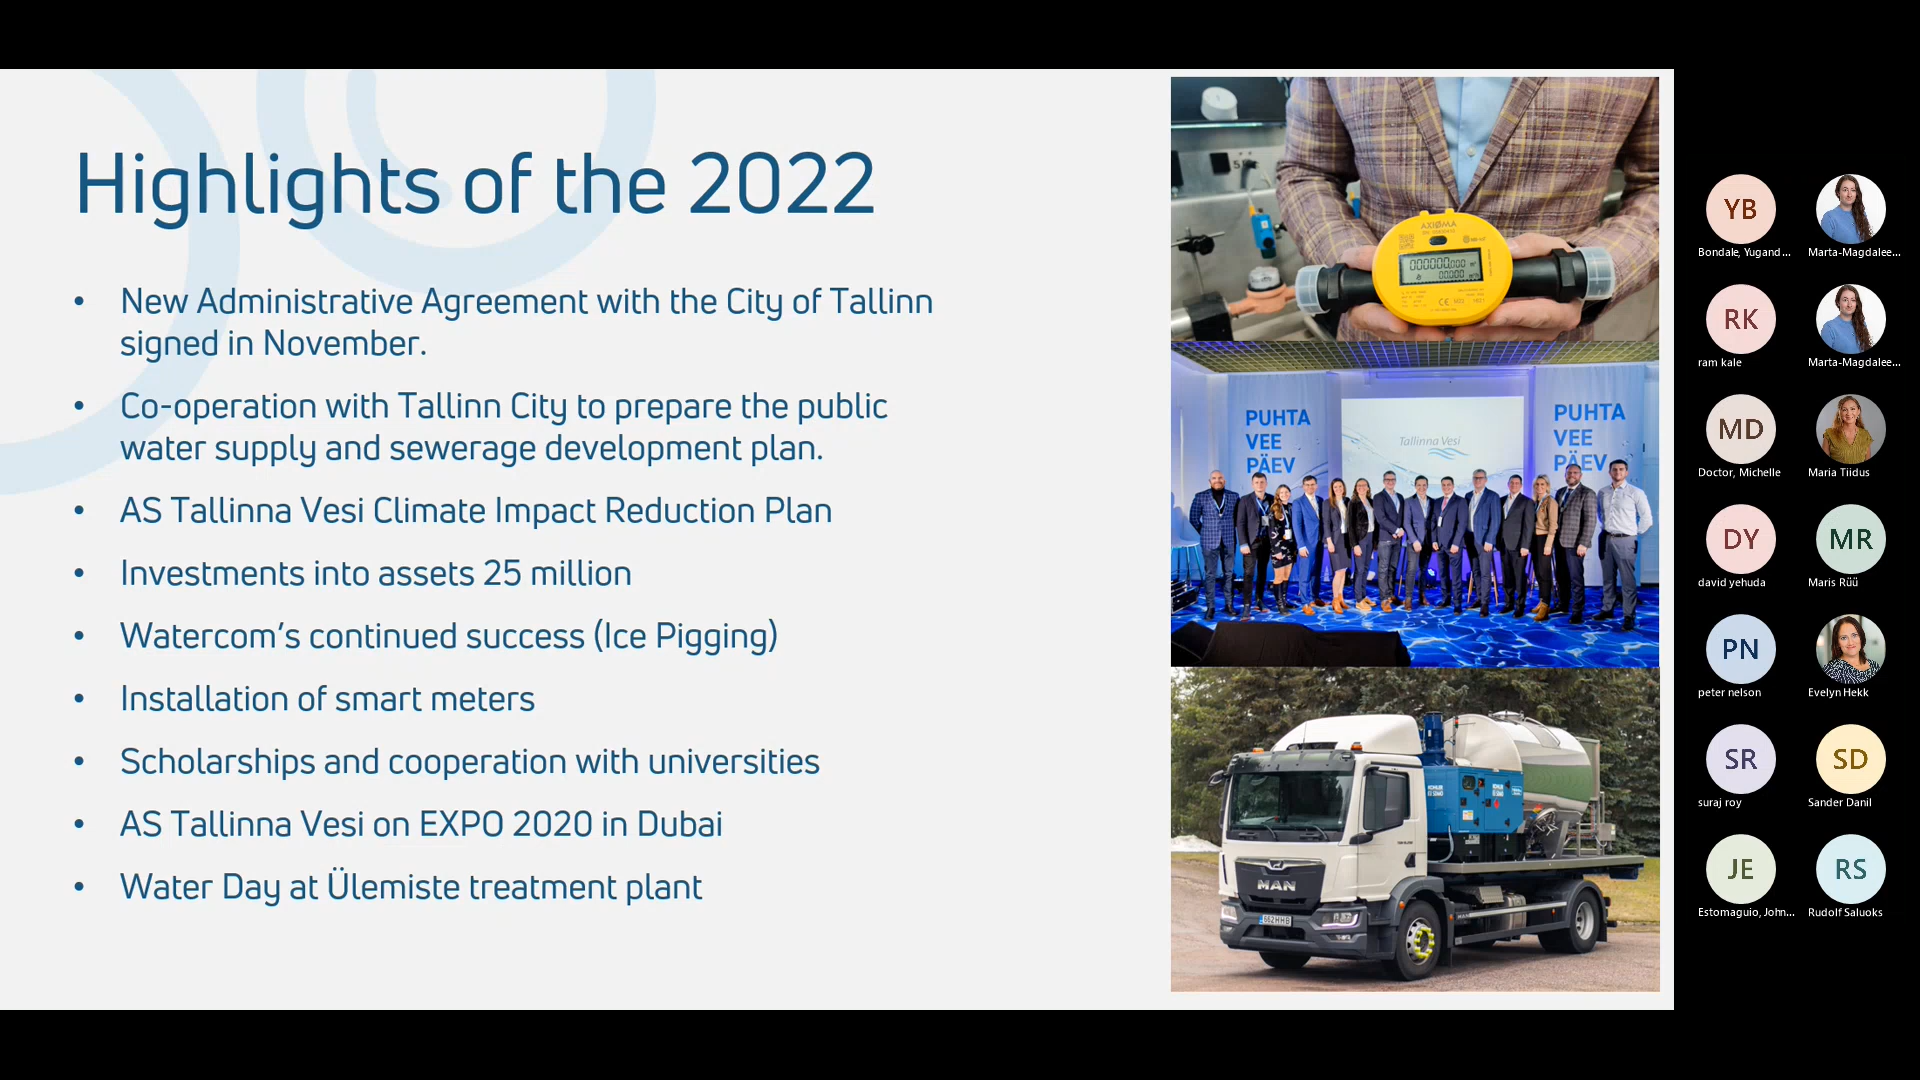 Highlights of the 2022
• New Administrative Agreement with the City of Tallinn
signed in November.
• Co-operation with Tallinn City to prepare the public
water supply and sewerage development plan.
• AS Tallinna Vesi Climate Impact Reduction Plan
• Investments into assets 25 million
• Watercom’s continued success (Ice Pigging)
• Installation of smart meters
• Scholarships and cooperation with universities
• AS Tallinna Vesi on EXPO 2020 in Dubai
• Water Day at Ülemiste treatment plant
AXIOMA
PUHTA
VEE
PÄEV
Tallinna Vesi
PUHTA
VEE
PÄEV
KOHLER
SDMO
MAN
662HHB
YB
Bondale, Yugand...
Marta-Magdalee...
RK
ram kale
Marta-Magdalee...
MD
Doctor, Michelle
Maria Tiidus
DY
david yehuda
MR
Maris Rüü
PN
peter nelson
Evelyn Hekk
SR
suraj roy
SD
Sander Danil
JE
Estomaguio, John...
RS
Rudolf Saluoks